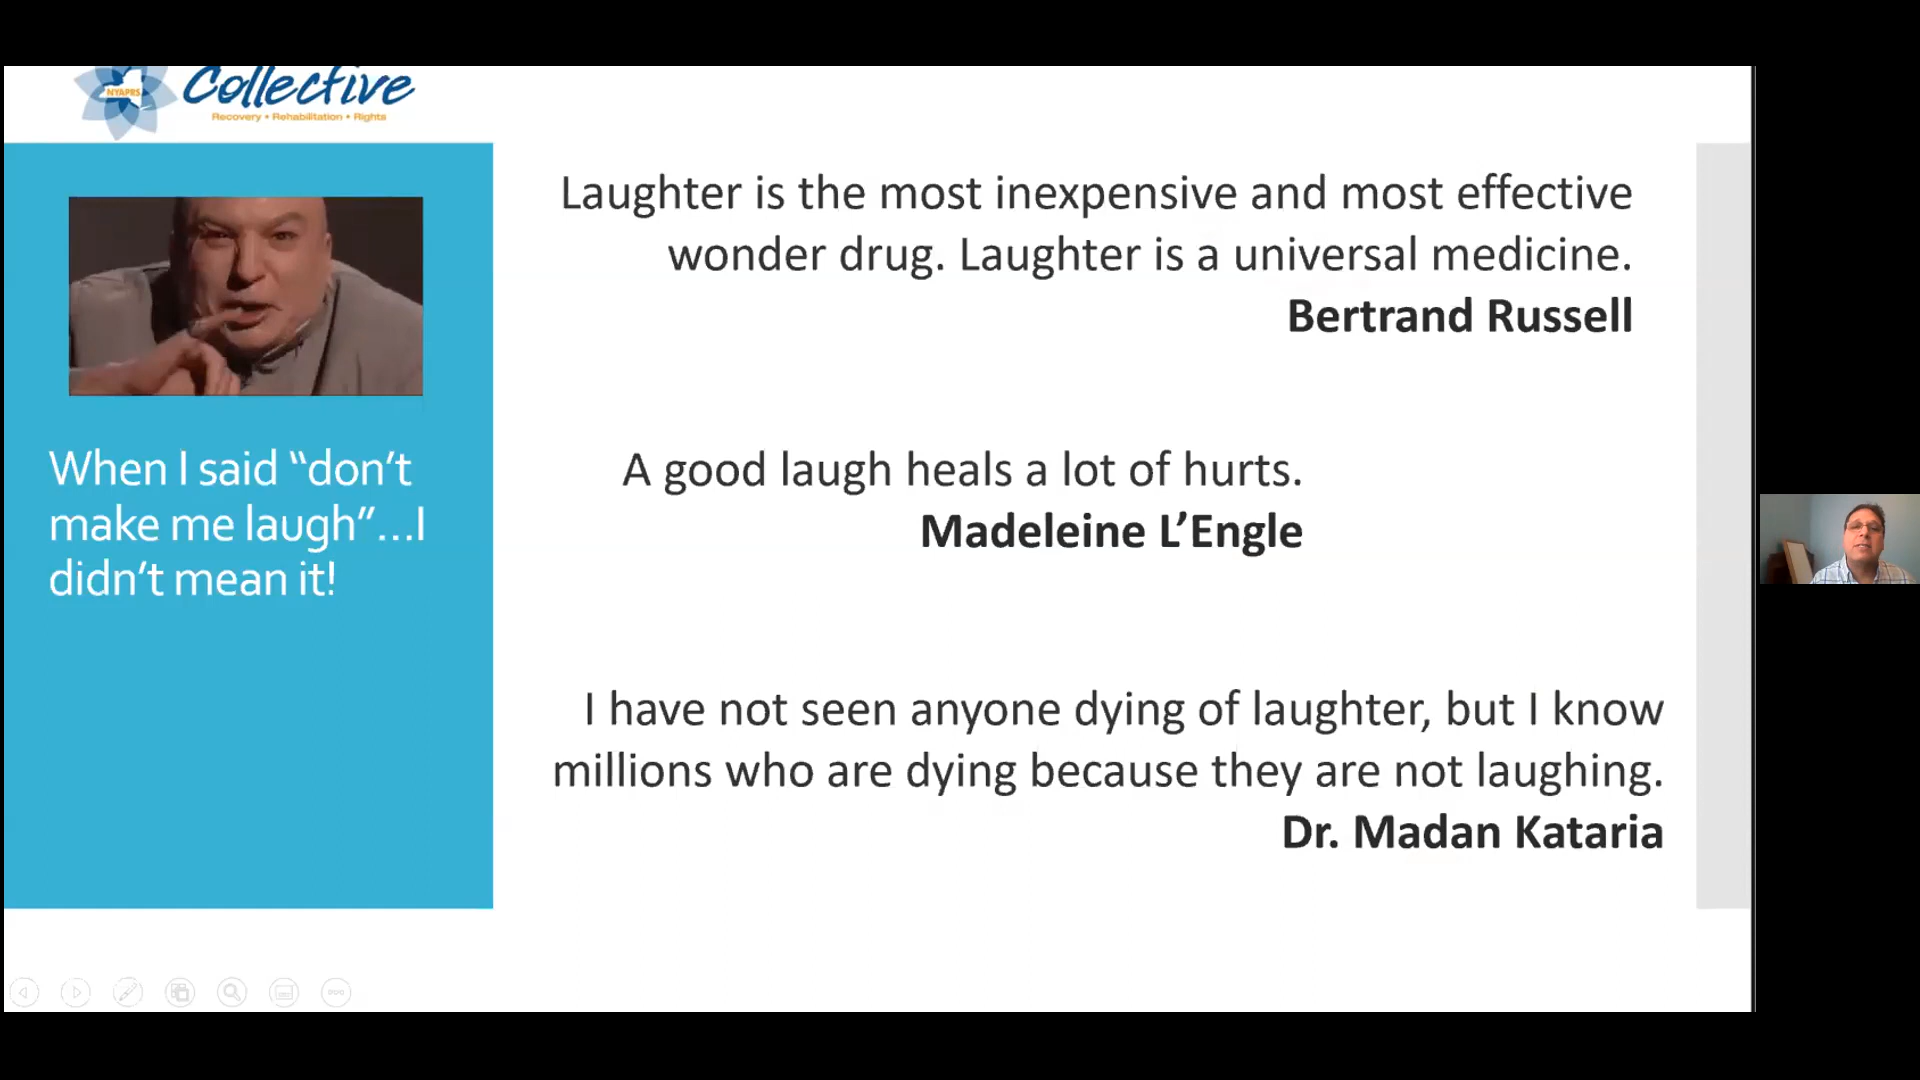 NYAPRS
Collective
Recovery • Rehabilitation • Rights
When I said “don’t
make me laugh”...I
didn’t mean it!
Laughter is the most inexpensive and most effective
wonder drug. Laughter is a universal medicine.
Bertrand Russell
A good laugh heals a lot of hurts.
Madeleine L’Engle
I have not seen anyone dying of laughter, but I know
millions who are dying because they are not laughing.
Dr. Madan Kataria